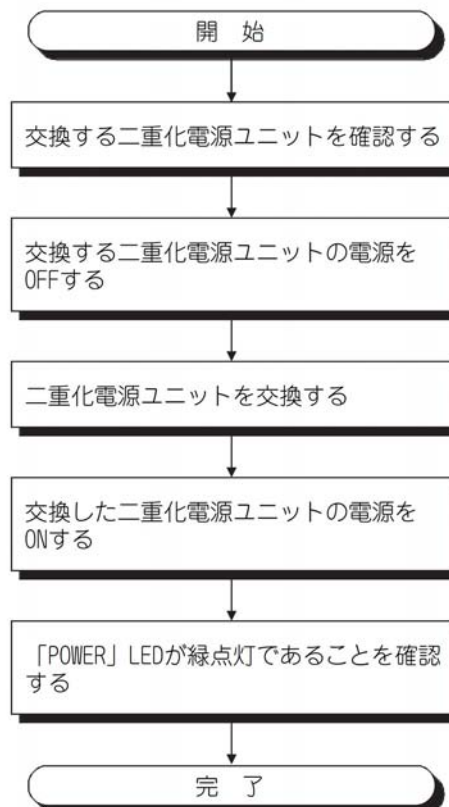 開 始
交換する二重化電源ユニットを確認する
交換する二重化電源ユニットの電源を
OFFする
二重化電源ユニットを交換する
交換した二重化電源ユニットの電源を
ONする
「POWER」LEDが緑点灯であることを確認
する
完 了